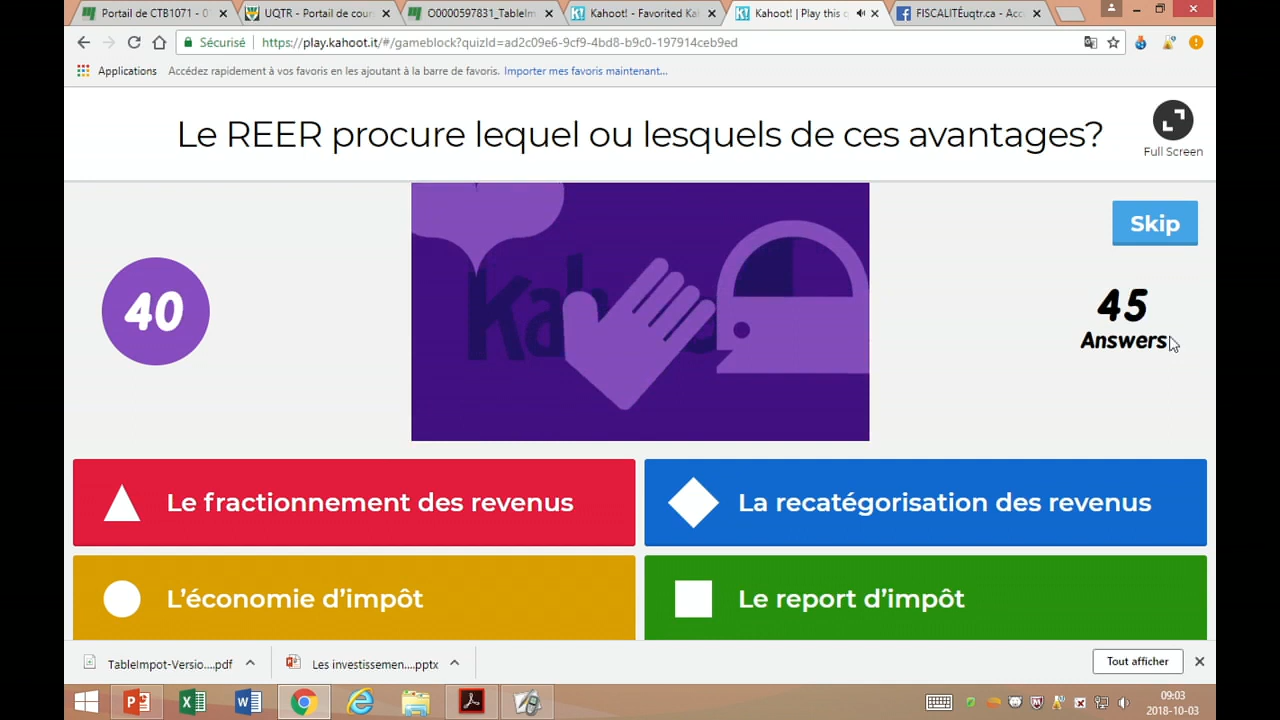 Portail de CTB1071 - 0
UQTR - Portail de cour
O0000597831_TableIm
Kahoot! - Favorited Ka
Kahoot! | Play this q
FISCALITÉuqtr.ca - Acc
Sécurisé
https://play.kahoot.it/#/gameblock?quizId=ad2c09e6-9cf9-4bd8-b9c0-197914ceb9ed
Applications
Accédez rapidement à vos favoris en les ajoutant à la barre de favoris. Importer mes favoris maintenant...
Le REER procure lequel ou lesquels de ces avantages?
Full Screen
Skip
40
45
Answers
Le fractionnement des revenus
La recatégorisation des revenus
L'économie d'impôt
Le report d'impôt
TableImpot-Versio....pdf
Les investissemen....pptx
Tout afficher
09:03
2018-10-03